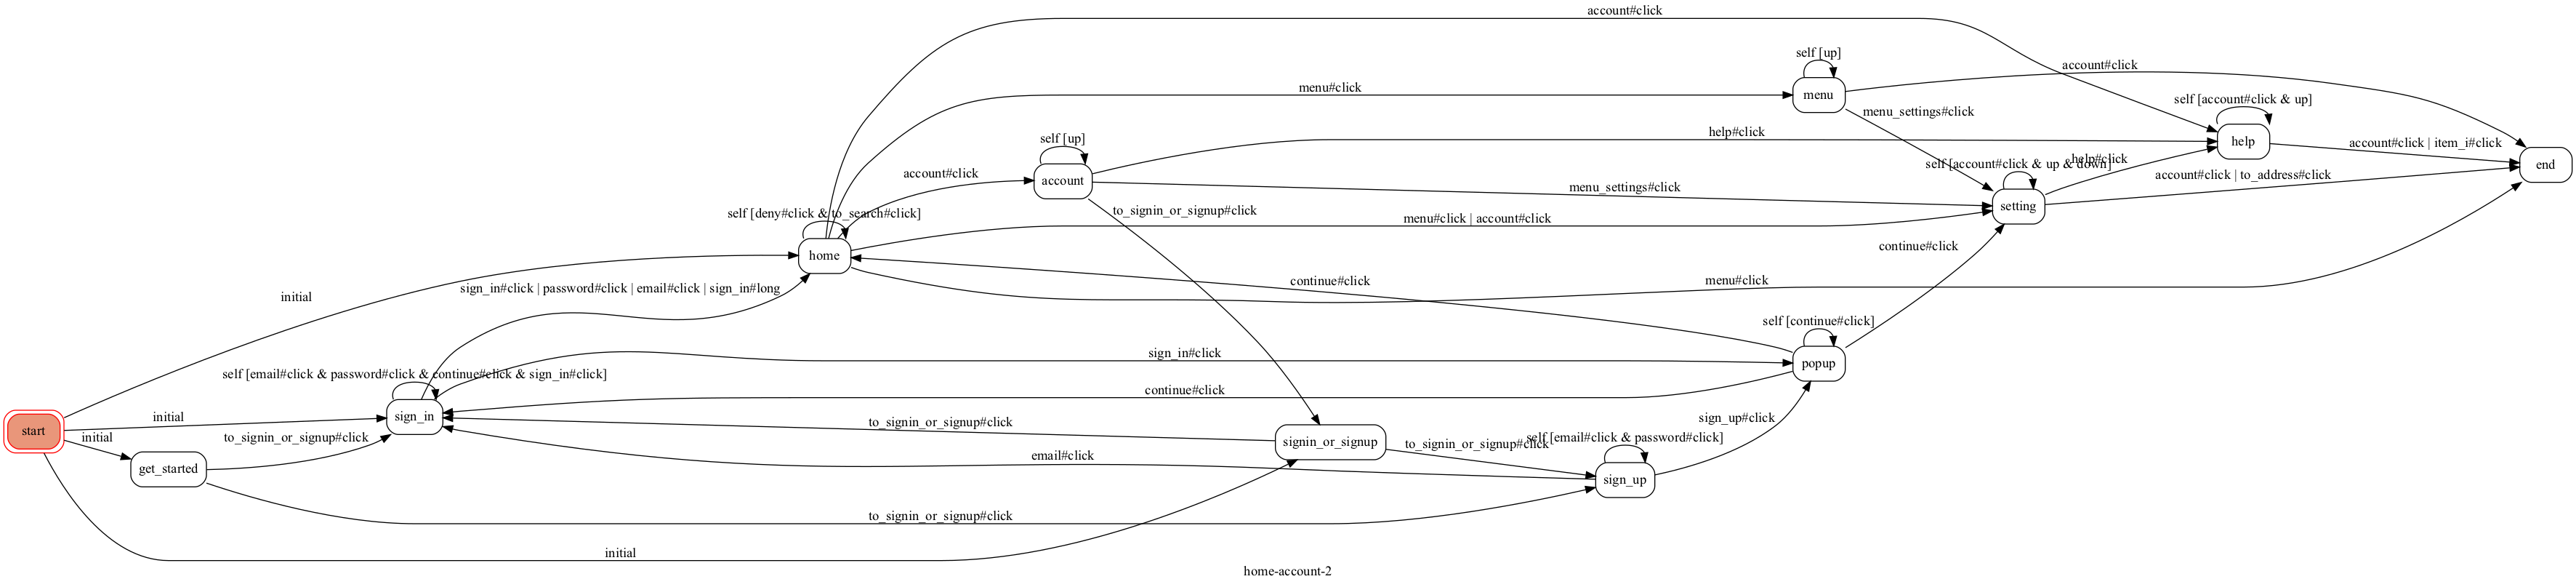 account#click
self [up]
account#click
menu#click
menu
self [account#click & up]
menu_settings#click
self [up]
help#click
help
account#click | item_i#click
self [account#click & up & down]
help#click
end
account#click
account
account#click | to_address#click
menu_settings#click
setting
self [deny#click & to_search#click]
to_signin_or_signup#click
menu#click | account#click
continue#click
home
continue#click
menu#click
initial
sign_in#click | password#click | email#click | sign_in#long
self [continue#click]
sign_in#click
popup
self [email#click & password#click & continue#click & sign_in#click]
continue#click
initial
sign_in
to_signin_or_signup#click
sign_up#click
start
initial
to_signin_or_signup#click
signin_or_signup
to_signin_or_signup#click
self [email#click & password#click]
email#click
get_started
sign_up
to_signin_or_signup#click
initial
home-account-2